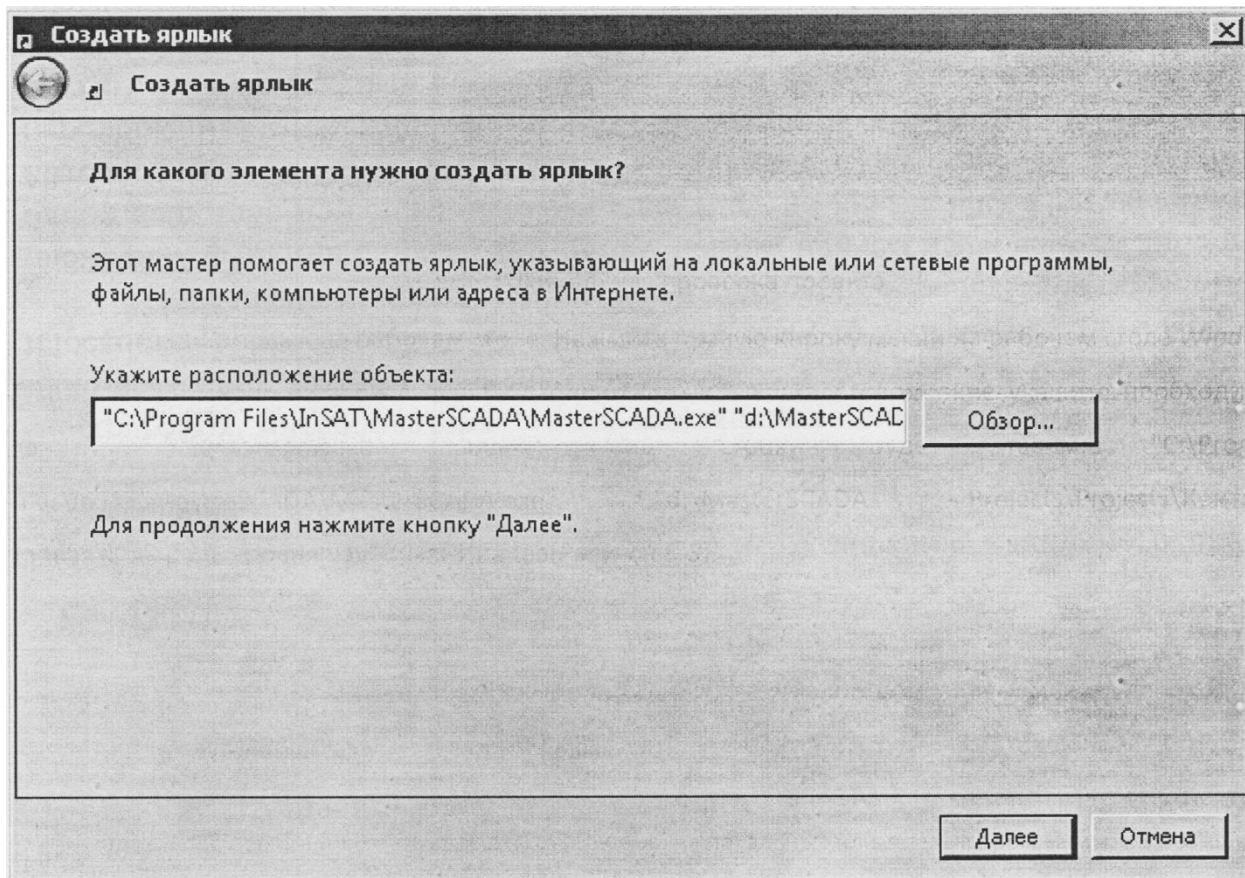 Создать ярлык
Создать ярлык
Для какого элемента нужно создать ярлык?
Этот мастер помогает создать ярлык, указывающий на локальные или сетевые программы,
файлы, папки, компьютеры или адреса в Интернете.
Укажите расположение объекта:
"C:\Program Files\InSAT\MasterSCADA\MasterSCADA.exe" "d:\MasterSCAD
Обзор...
Для продолжения нажмите кнопку "Далее".
Далее
Отмена